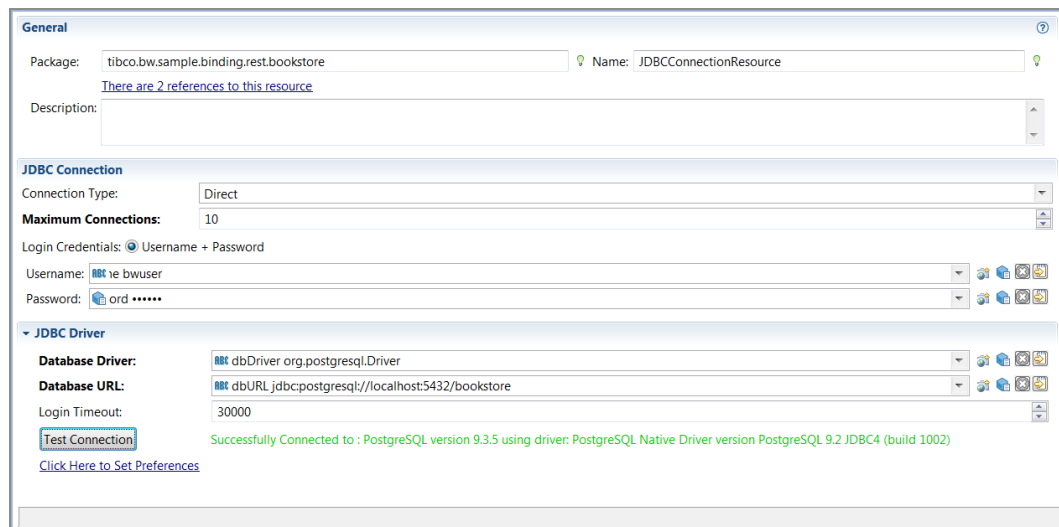 General
Package: tibco.bw.sample.binding.rest.bookstore Name: JDBCConnectionResource
There are 2 references to this resource
Description:
JDBC Connection
Connection Type: Direct
Maximum Connections: 10
Login Credentials: Username + Password
Username: ABC ie bwuser
Password: ord ••••••
JDBC Driver
Database Driver: ABC dbDriver org.postgresql.Driver
Database URL: ABC dbURL jdbc:postgresql://localhost:5432/bookstore
Login Timeout: 30000
Test Connection Successfully Connected to : PostgreSQL version 9.3.5 using driver: PostgreSQL Native Driver version PostgreSQL 9.2 JDBC4 (build 1002)
Click Here to Set Preferences